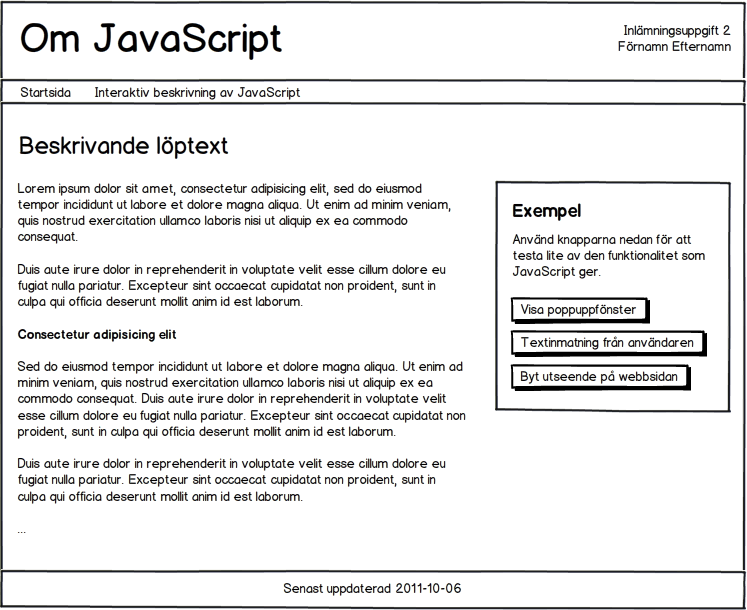 Om JavaScript
Inlämningsuppgift 2
Förnamn Efternamn
Startsida Interaktiv beskrivning av JavaScript
Beskrivande löptext
Lorem ipsum dolor sit amet, consectetur adipisicing elit, sed do eiusmod
tempor incididunt ut labore et dolore magna aliqua. Ut enim ad minim veniam,
quis nostrud exercitation ullamco laboris nisi ut aliquip ex ea commodo
consequat.
Duis aute irure dolor in reprehenderit in voluptate velit esse cillum dolore eu
fugiat nulla pariatur. Excepteur sint occaecat cupidatat non proident, sunt in
culpa qui officia deserunt mollit anim id est laborum.
Consectetur adipisicing elit
Sed do eiusmod tempor incididunt ut labore et dolore magna aliqua. Ut enim ad
minim veniam, quis nostrud exercitation ullamco laboris nisi ut aliquip ex ea
commodo consequat. Duis aute irure dolor in reprehenderit in voluptate velit
esse cillum dolore eu fugiat nulla pariatur. Excepteur sint occaecat cupidatat non
proident, sunt in culpa qui officia deserunt mollit anim id est laborum.
Duis aute irure dolor in reprehenderit in voluptate velit esse cillum dolore eu
fugiat nulla pariatur. Excepteur sint occaecat cupidatat non proident, sunt in
culpa qui officia deserunt mollit anim id est laborum.
...
Exempel
Använd knapparna nedan för att
testa lite av den funktionalitet som
JavaScript ger.
Visa poppuppfönster
Textinmatning från användaren
Byt utseende på webbsidan
Senast uppdaterad 2011-10-06